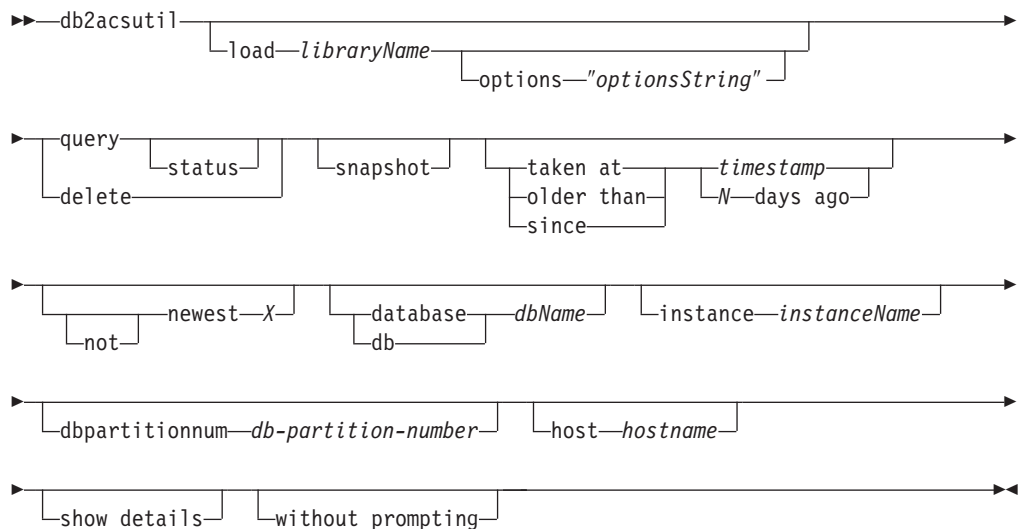 db2acsutil
load libraryName
options "optionsString"
query
status
snapshot
taken at
timestamp
delete
older than
N days ago
since
newest X
database
dbName
instance instanceName
not
db
dbpartitionnum db-partition-number
host hostname
show details
without prompting